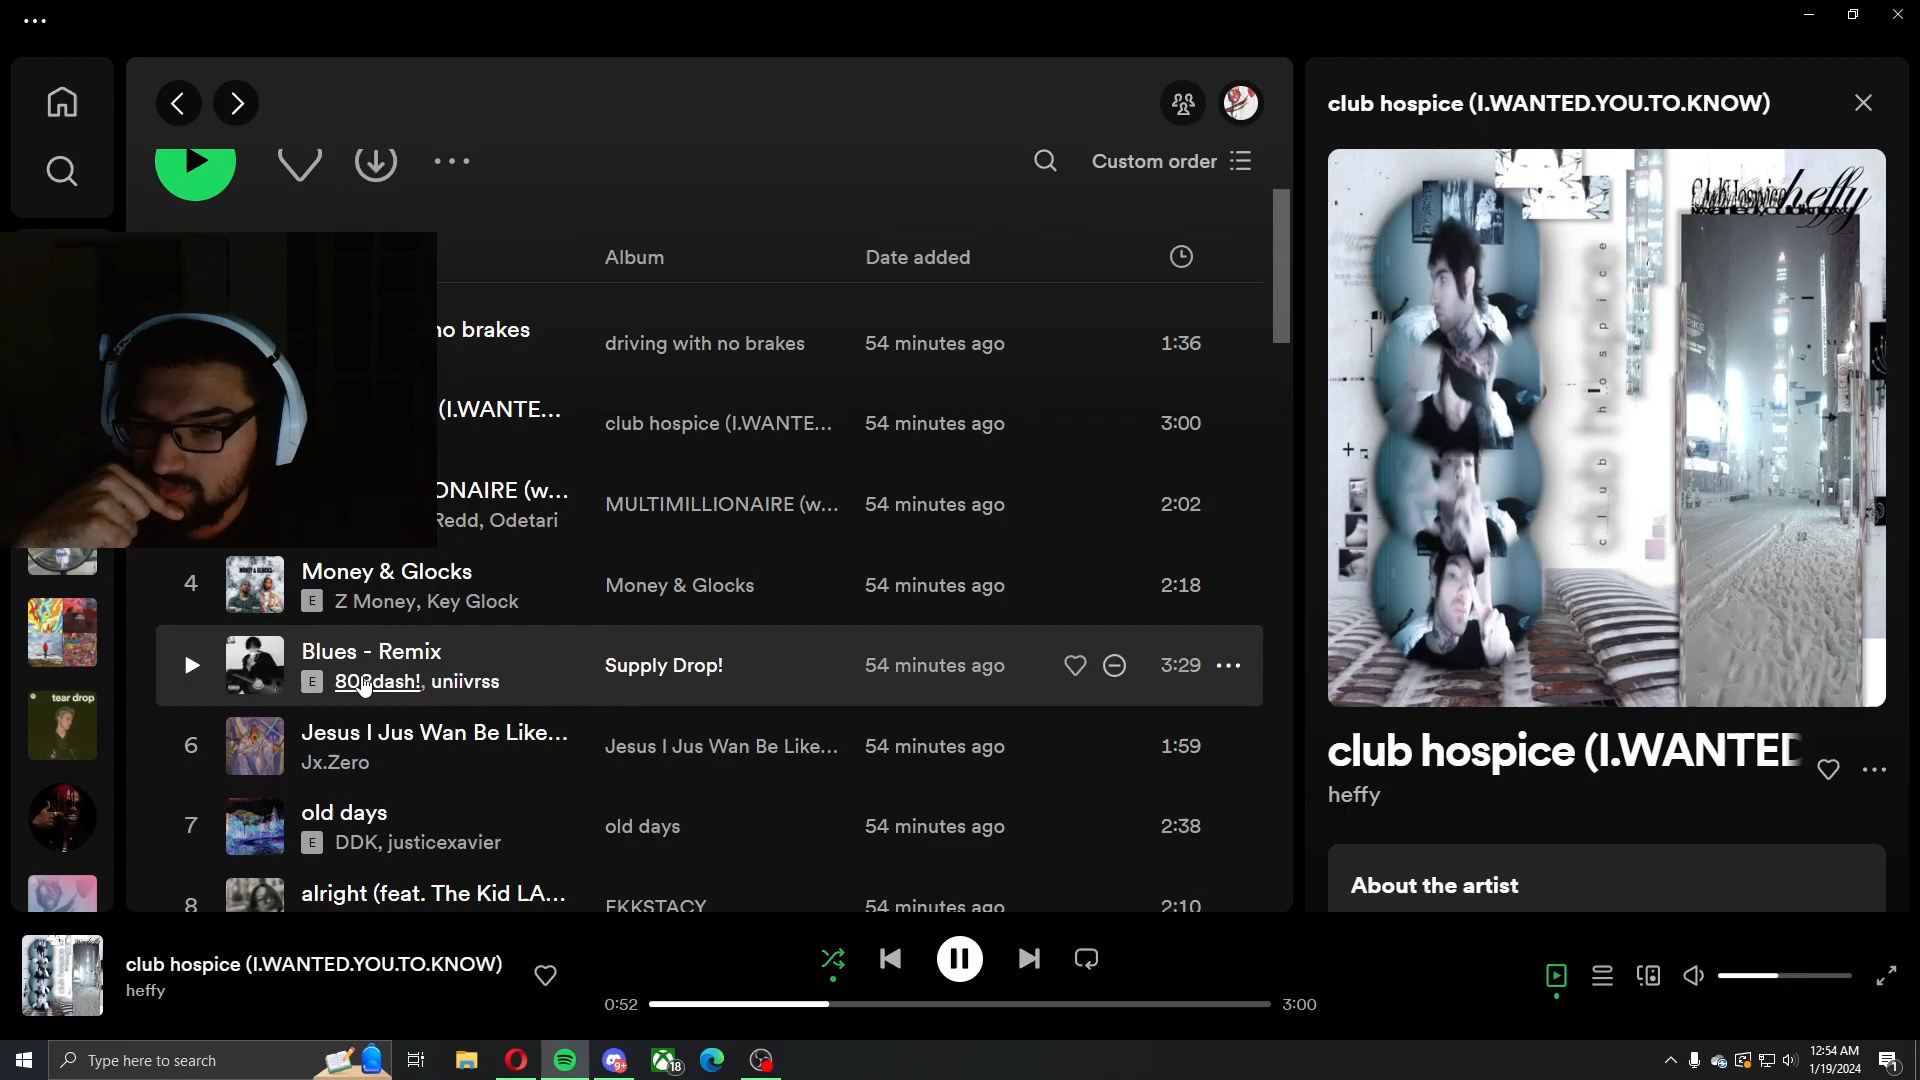 club hospice (I.WANTED.YOU.TO.KNOW)
Custom order
Album
Date added
no brakes
driving with no brakes
54 minutes ago
1:36
(I.WANTE...
club hospice (I.WANTE...
54 minutes ago
3:00
ONAIRE (w...
Redd, Odetari
MULTIMILLIONAIRE (w...
54 minutes ago
2:02
4
Money & Glocks
E
Z Money, Key Glock
Money & Glocks
54 minutes ago
2:18
Blues - Remix
E
dash!, uniivrss
Supply Drop!
54 minutes ago
3:29
6
Jesus I Jus Wan Be Like...
Jx.Zero
Jesus I Jus Wan Be Like...
54 minutes ago
1:59
7
old days
E
DDK, justicexavier
old days
54 minutes ago
2:38
8
alright (feat. The Kid LA...
EKKSTACY
54 minutes ago
2:10
tear drop
heffy
club hospice
club hospice (I.WANTED
heffy
About the artist
club hospice (I.WANTED.YOU.TO.KNOW)
heffy
0:52
3:00
Type here to search
9+
18
12:54 AM
1/19/2024
1